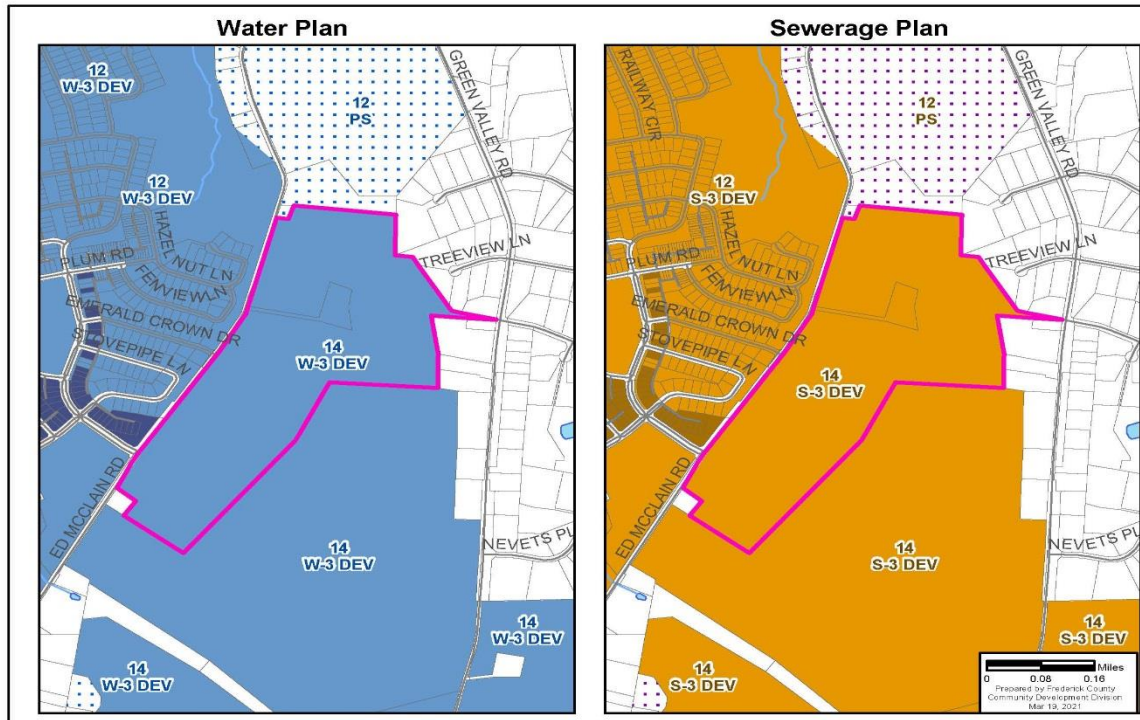 Water Plan
12
W-3 DEV
12
PS
GREEN VALLEY RD
12
W-3 DEV
HAZEL
NUT LN
PLUM RD
FENVIEW LN
TREEVIEW LN
EMERALD CROWN DR
STOVEPIPE LN
14
W-3 DEV
ED MCCLAIN RD
NEVETS PL
14
W-3 DEV
14
W-3 DEV
14
W-3 DEV
Sewerage Plan
RAILWAY CIR
12
PS
GREEN VALLEY RD
12
S-3 DEV
HAZEL
NUT LN
PLUM RD
FENVIEW LN
TREEVIEW LN
EMERALD CROWN DR
STOVEPIPE LN
14
S-3 DEV
ED MCCLAIN RD
NEVETS PL
14
S-3 DEV
14
S-3 DEV
14
S-3 DEV
Miles
0 0.08 0.16
Prepared by Frederick County
Community Development Division
Mar 19, 2021